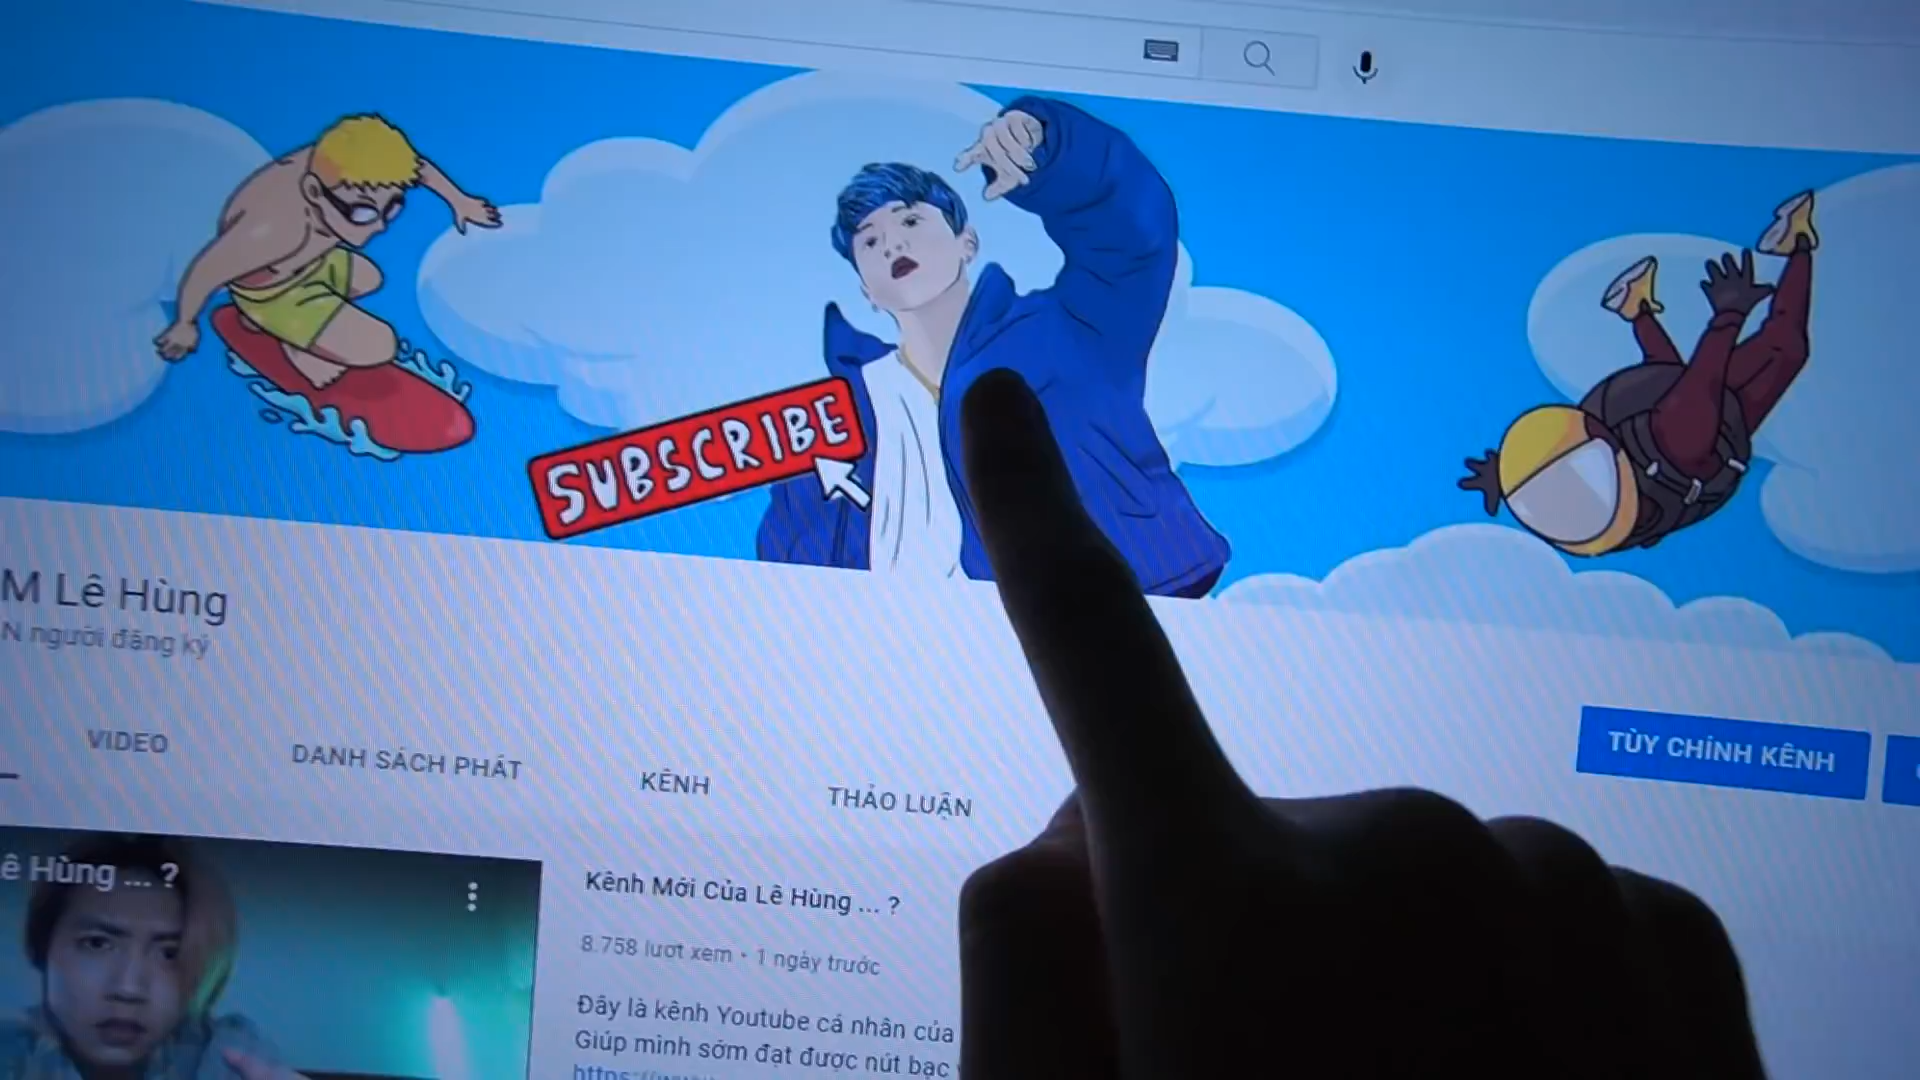 SUBSCRIBE
M Lê Hùng
N người đăng ký
TÙY CHỈNH KÊNH
VIDEO
DANH SÁCH PHÁT
KÊNH
THẢO LUẬN
ê Hùng ... ?
Kênh Mới Của Lê Hùng ... ?
8.758 lượt xem • 1 ngày trước
Đây là kênh Youtube cá nhân của
Giúp mình sớm đạt được nút bạc